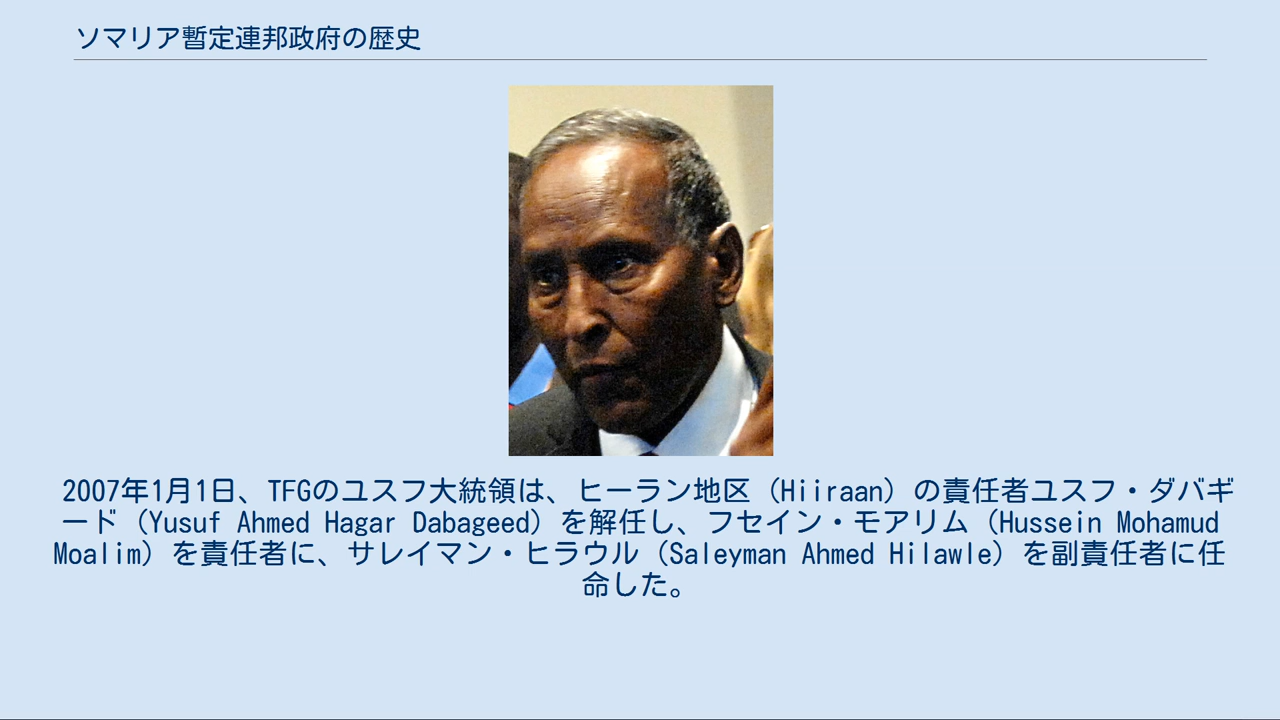 ソマリア暫定連邦政府の歴史
2007年1月1日、TFGのユスフ大統領は、ヒーラン地区（Hiiraan）の責任者ユスフ・ダバギ
ード（Yusuf Ahmed Hagar Dabageed）を解任し、フセイン・モアリム（Hussein Mohamud
Moalim）を責任者に、サレイマン・ヒラウル（Saleyman Ahmed Hilawle）を副責任者に任
命した。